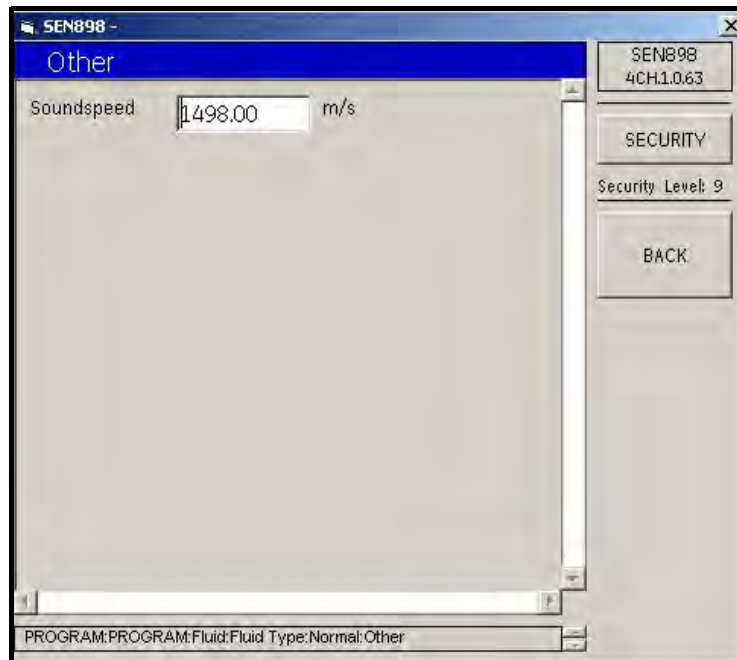 SEN898 -
Other
Soundspeed 1498.00 m/s
SEN898
4CH.1.0.63
SECURITY
Security Level: 9
BACK
PROGRAM:PROGRAM:Fluid:Fluid Type:Normal:Other